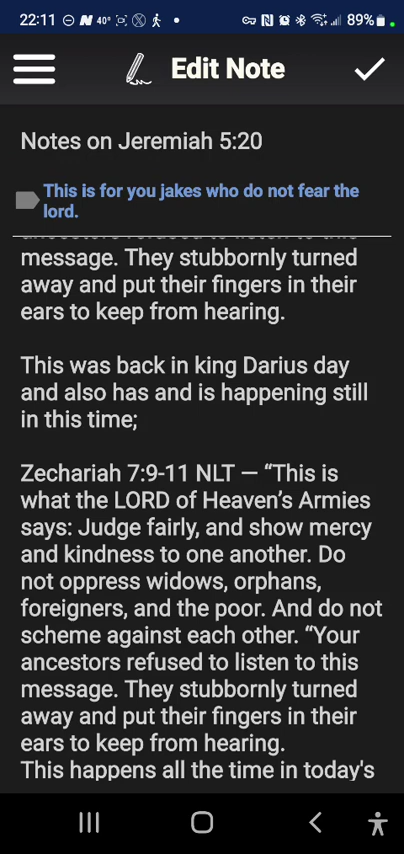 22:11 N 40° N 89%
Edit Note
Notes on Jeremiah 5:20
This is for you jakes who do not fear the
lord.
ancestors refused to listen to this
message. They stubbornly turned
away and put their fingers in their
ears to keep from hearing.
This was back in king Darius day
and also has and is happening still
in this time;
Zechariah 7:9-11 NLT — “This is
what the LORD of Heaven’s Armies
says: Judge fairly, and show mercy
and kindness to one another. Do
not oppress widows, orphans,
foreigners, and the poor. And do not
scheme against each other. “Your
ancestors refused to listen to this
message. They stubbornly turned
away and put their fingers in their
ears to keep from hearing.
This happens all the time in today's